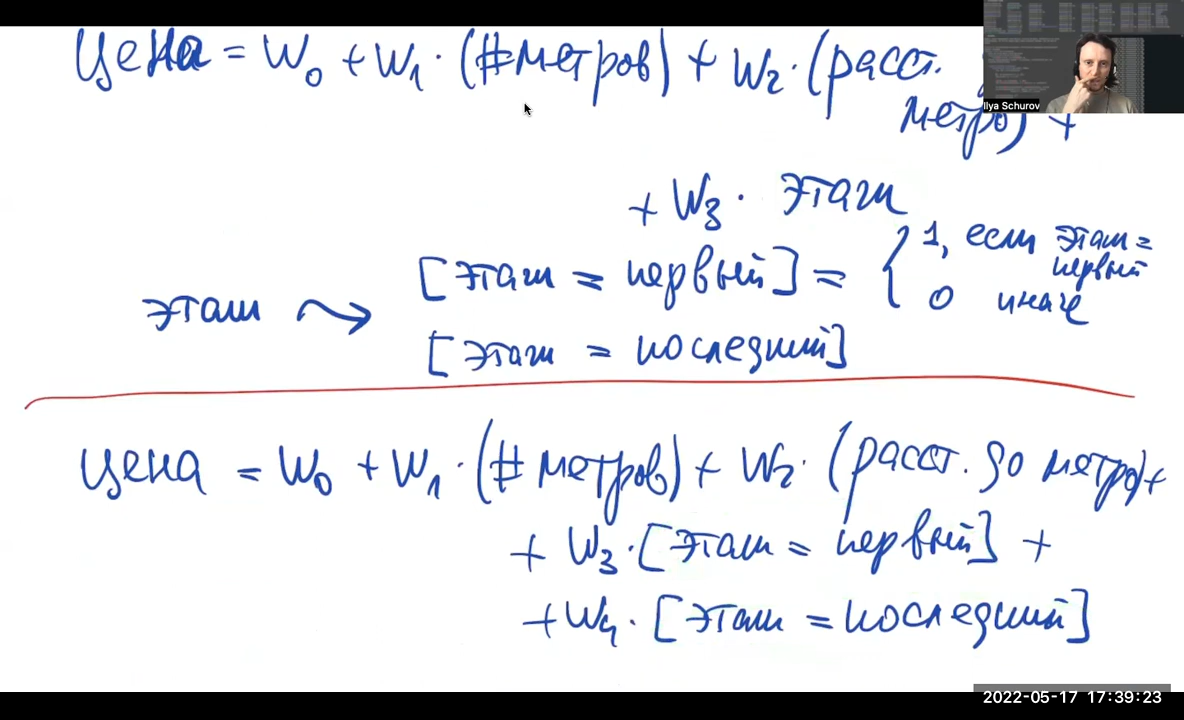 цена = w₀ + w₁ · (#метров) + w₂ · (расст.
метро) +
Ilya Schurov
+ w₃ · этаж
[этаж = первый] = { 1, если этаж =
первый
0 иначе
этаж ⇝
[этаж = последний]
цена = w₀ + w₁ · (# метров) + w₂ · (расст. до метро) +
+ w₃ · [этаж = первый] +
+ w₄ · [этаж = последний]
2022-05-17 17:39:23